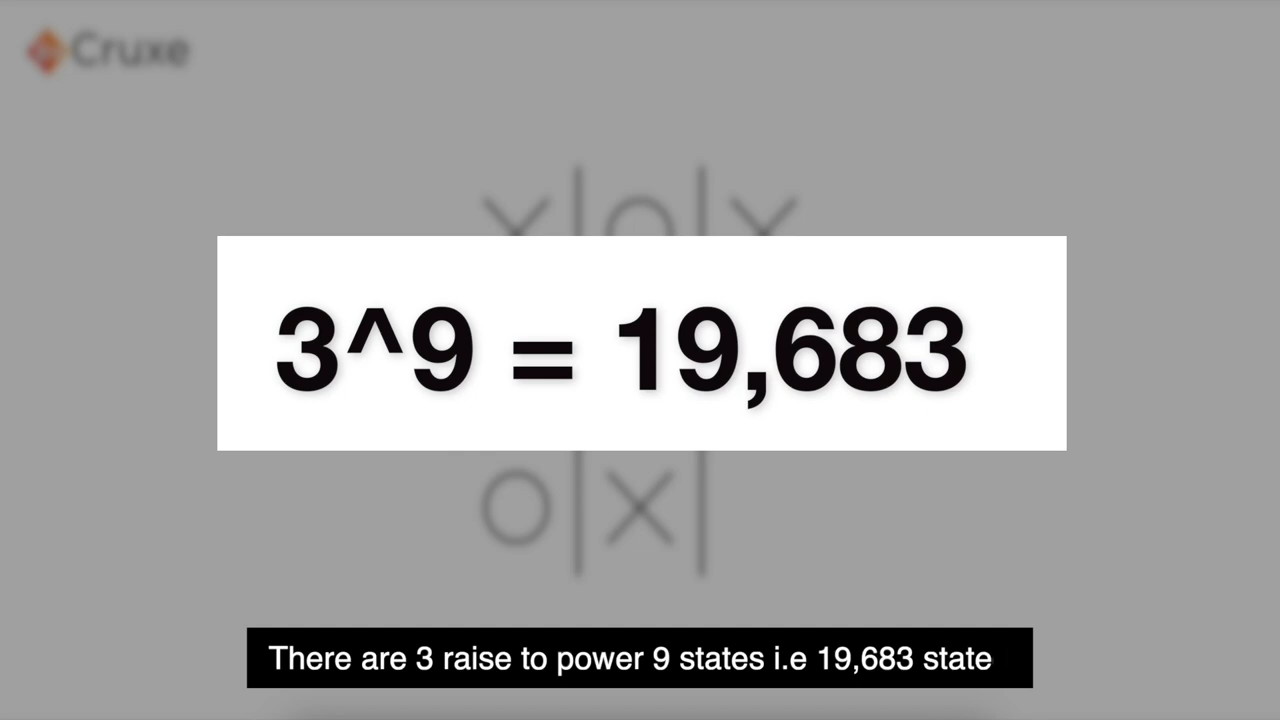 Cruxe
X O X
3^9 = 19,683
O X
There are 3 raise to power 9 states i.e 19,683 state